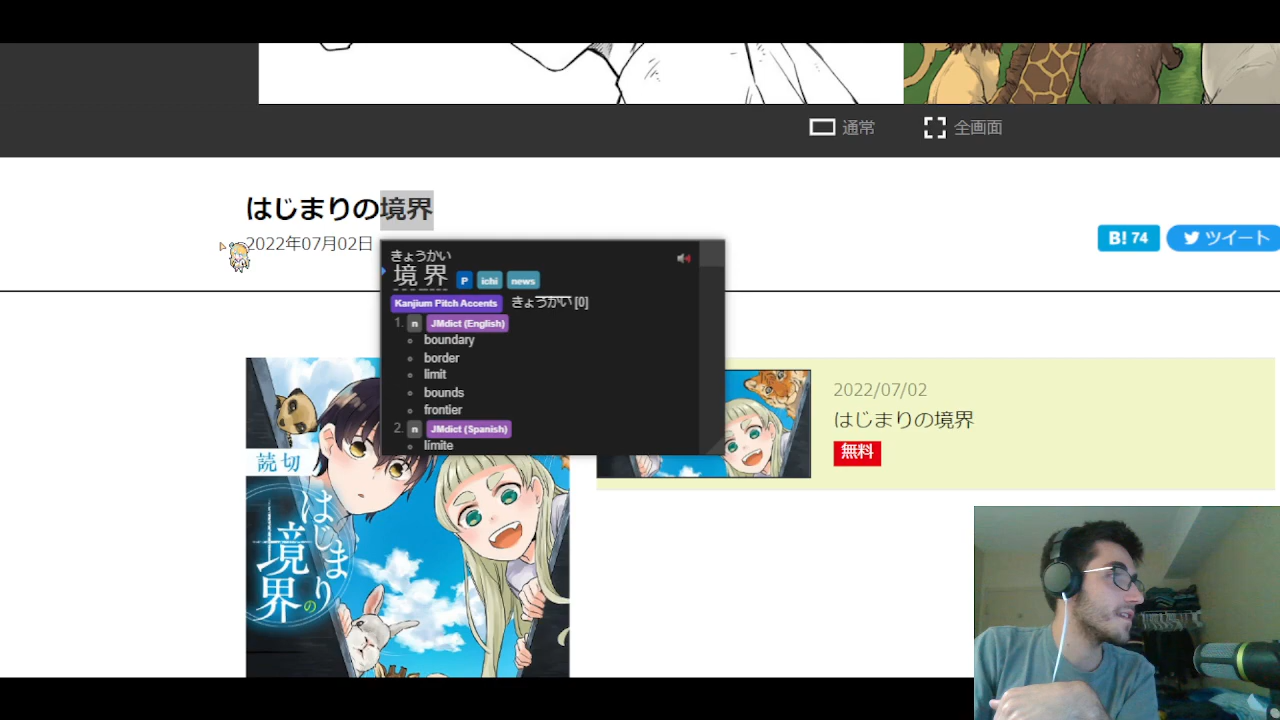 通常
全画面
はじまりの境界
2022年07月02日
B! 74
ツイート
きょうかい
境界 P ichi news
Kanjium Pitch Accents きょうかい [0]
1. n JMdict (English)
boundary
border
limit
bounds
frontier
2. n JMdict (Spanish)
limite
2022/07/02
はじまりの境界
無料
読切
はじまりの
境界